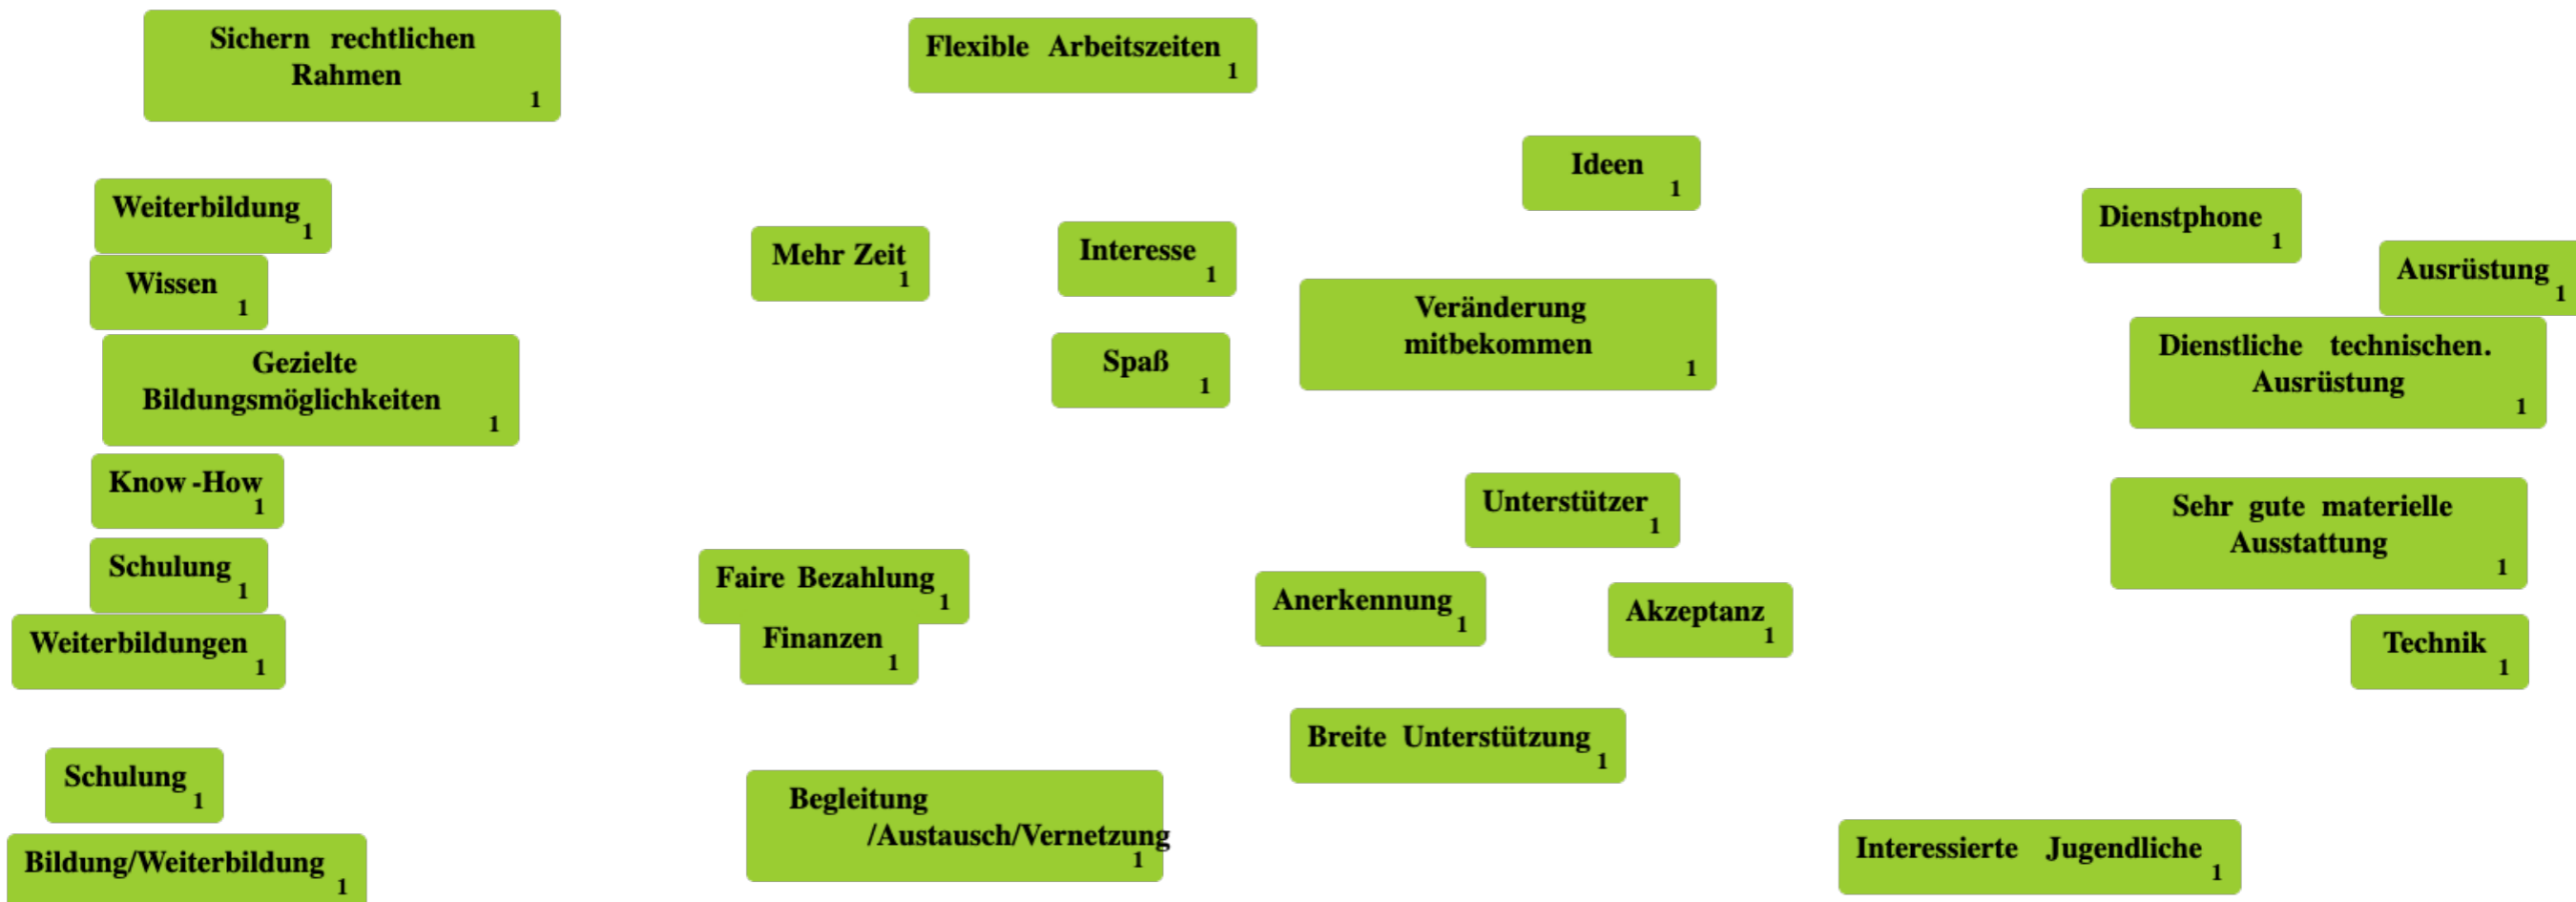 Sichern rechtlichen
Rahmen
1
Flexible Arbeitszeiten
1
Ideen
1
Weiterbildung
1
Wissen
1
Gezielte
Bildungsmöglichkeiten
1
Know -How
1
Schulung
1
Weiterbildungen
1
Schulung
1
Bildung/Weiterbildung
1
Mehr Zeit
1
Interesse
1
Spaß
1
Veränderung
mitbekommen
1
Faire Bezahlung
1
Finanzen
1
Unterstützer
1
Anerkennung
1
Akzeptanz
1
Breite Unterstützung
1
Begleitung
/Austausch/Vernetzung
1
Dienstphone
1
Ausrüstung
1
Dienstliche technischen.
Ausrüstung
1
Sehr gute materielle
Ausstattung
1
Technik
1
Interessierte Jugendliche
1